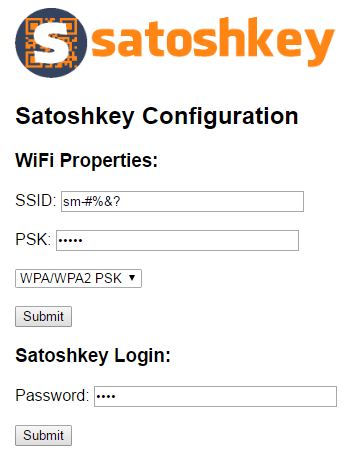 S satoshkey
Satoshkey Configuration
WiFi Properties:
SSID: sm-#%&?
PSK: •••••
WPA/WPA2 PSK ▼
Submit
Satoshkey Login:
Password: ••••
Submit